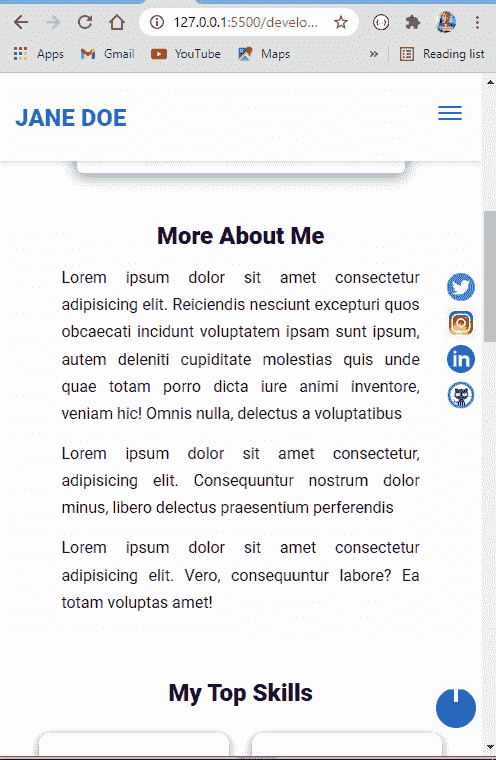 127.0.0.1:5500/develo...
Apps Gmail YouTube Maps » Reading list
JANE DOE
More About Me
Lorem ipsum dolor sit amet consectetur
adipisicing elit. Reiciendis nesciunt excepturi quos
obcaecati incidunt voluptatem ipsam sunt ipsum,
autem deleniti cupiditate molestias quis unde
quae totam porro dicta iure animi inventore,
veniam hic! Omnis nulla, delectus a voluptatibus
Lorem ipsum dolor sit amet consectetur,
adipisicing elit. Consequuntur nostrum dolor
minus, libero delectus praesentium perferendis
Lorem ipsum dolor sit amet consectetur
adipisicing elit. Vero, consequuntur labore? Ea
totam voluptas amet!
in
My Top Skills